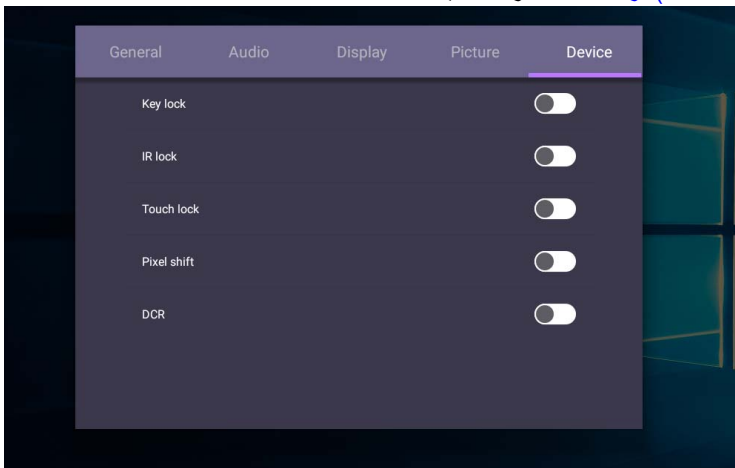 General Audio Display Picture Device
Key lock
IR lock
Touch lock
Pixel shift
DCR